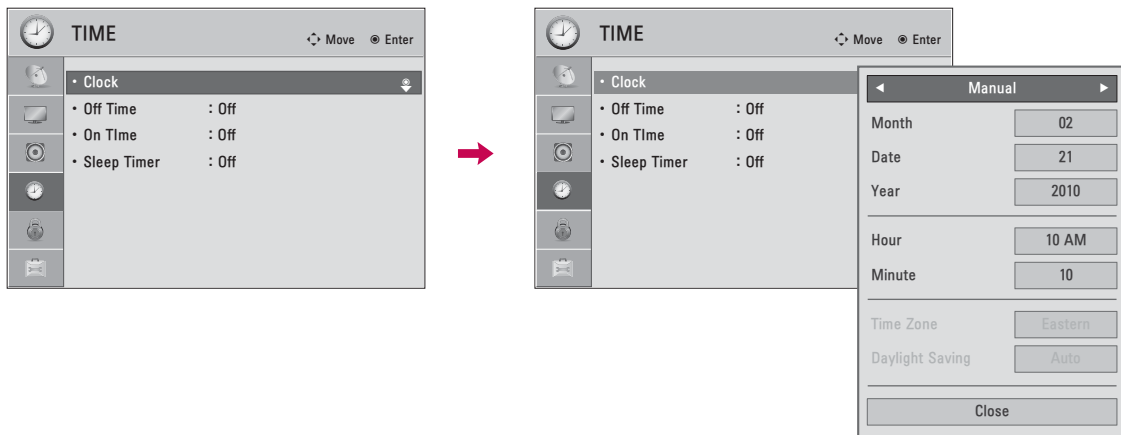 TIME
Move Enter
• Clock
• Off Time : Off
• On TIme : Off
• Sleep Timer : Off
TIME
Move Enter
• Clock
• Off Time : Off
• On TIme : Off
• Sleep Timer : Off
Manual
Month 02
Date 21
Year 2010
Hour 10 AM
Minute 10
Time Zone Eastern
Daylight Saving Auto
Close